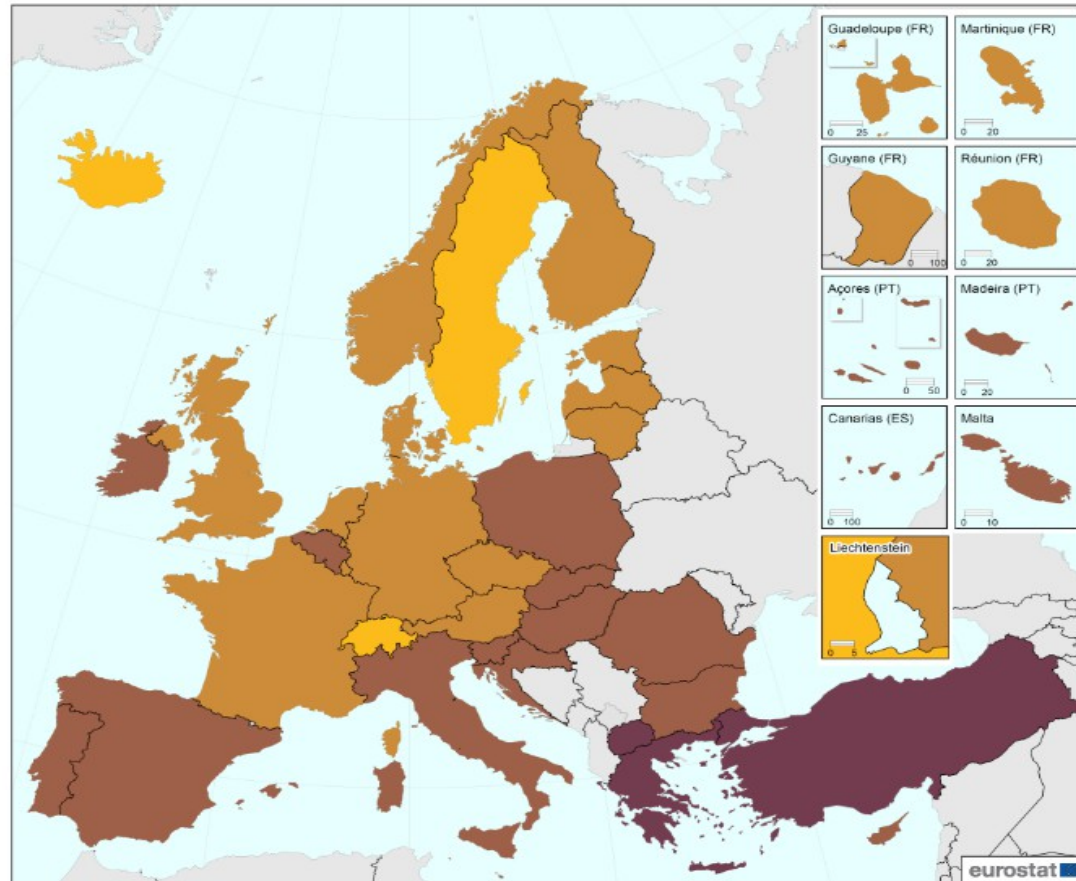 Guadeloupe (FR)
0 25
Martinique (FR)
0 20
Guyane (FR)
0 100
Réunion (FR)
0 20
Açores (PT)
0 50
Madeira (PT)
0 20
Canarias (ES)
0 100
Malta
0 10
Liechtenstein
0 5
eurostat